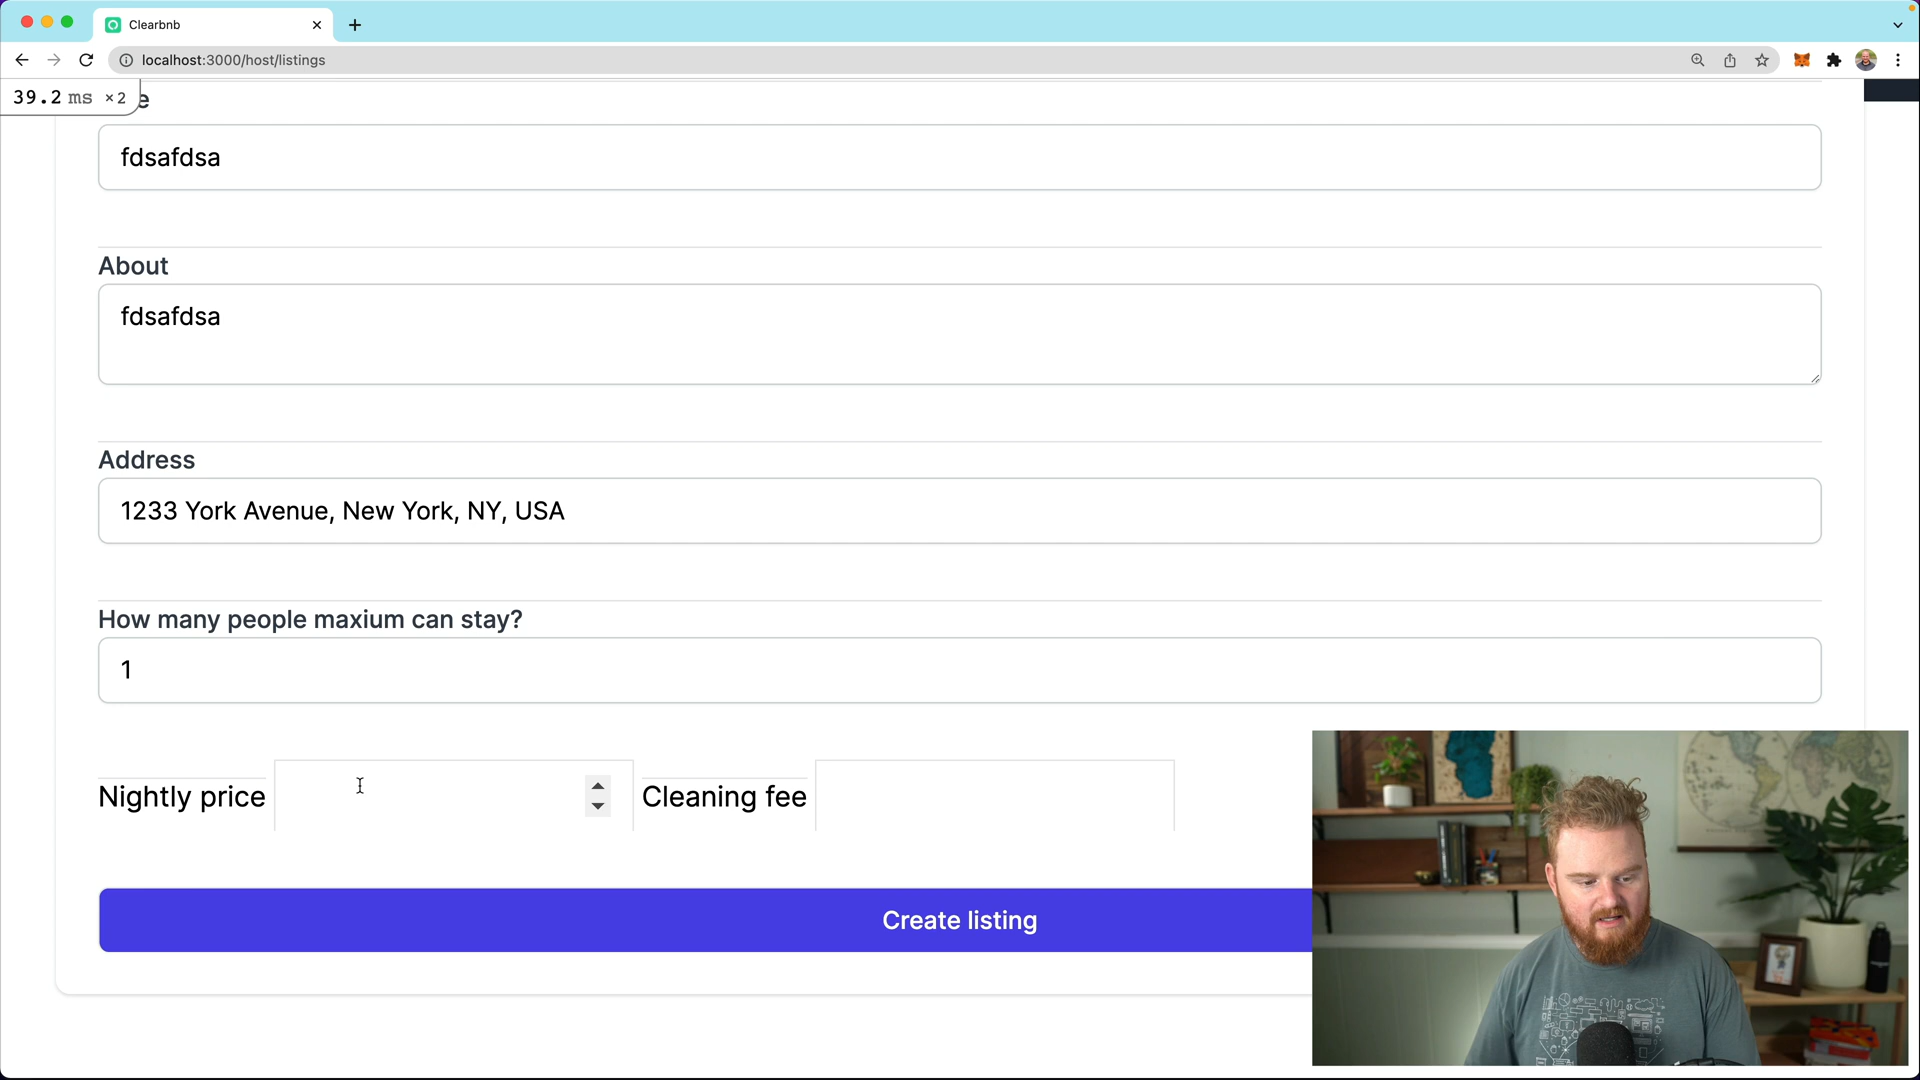 Clearbnb
localhost:3000/host/listings
39.2 ms ×2
fdsafdsa
About
fdsafdsa
Address
1233 York Avenue, New York, NY, USA
How many people maxium can stay?
1
Nightly price
Cleaning fee
Create listing